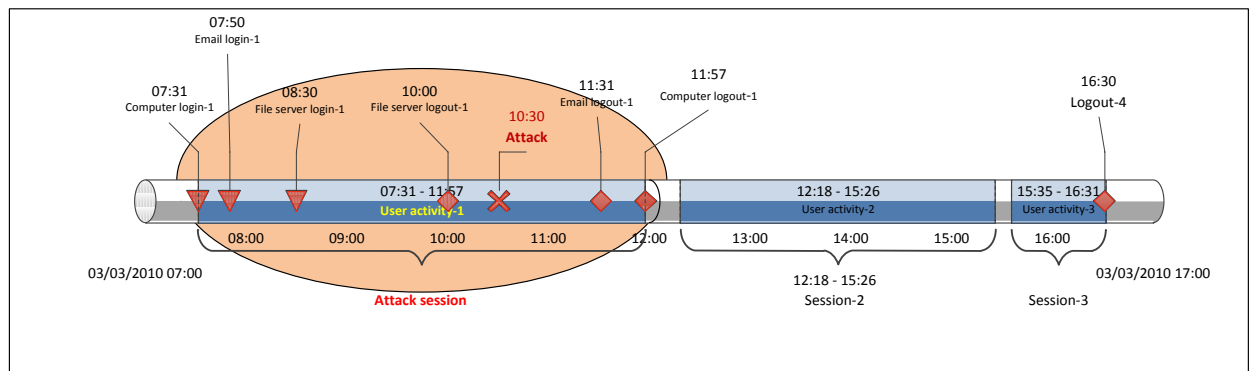 07:50
Email login-1
07:31
Computer login-1
08:30
File server login-1
10:00
File server logout-1
10:30
Attack
11:31
Email logout-1
11:57
Computer logout-1
16:30
Logout-4
07:31 - 11:57
User activity-1
12:18 - 15:26
User activity-2
15:35 - 16:31
User activity-3
08:00
09:00
10:00
11:00
12:00
13:00
14:00
15:00
16:00
03/03/2010 07:00
03/03/2010 17:00
Attack session
12:18 - 15:26
Session-2
Session-3